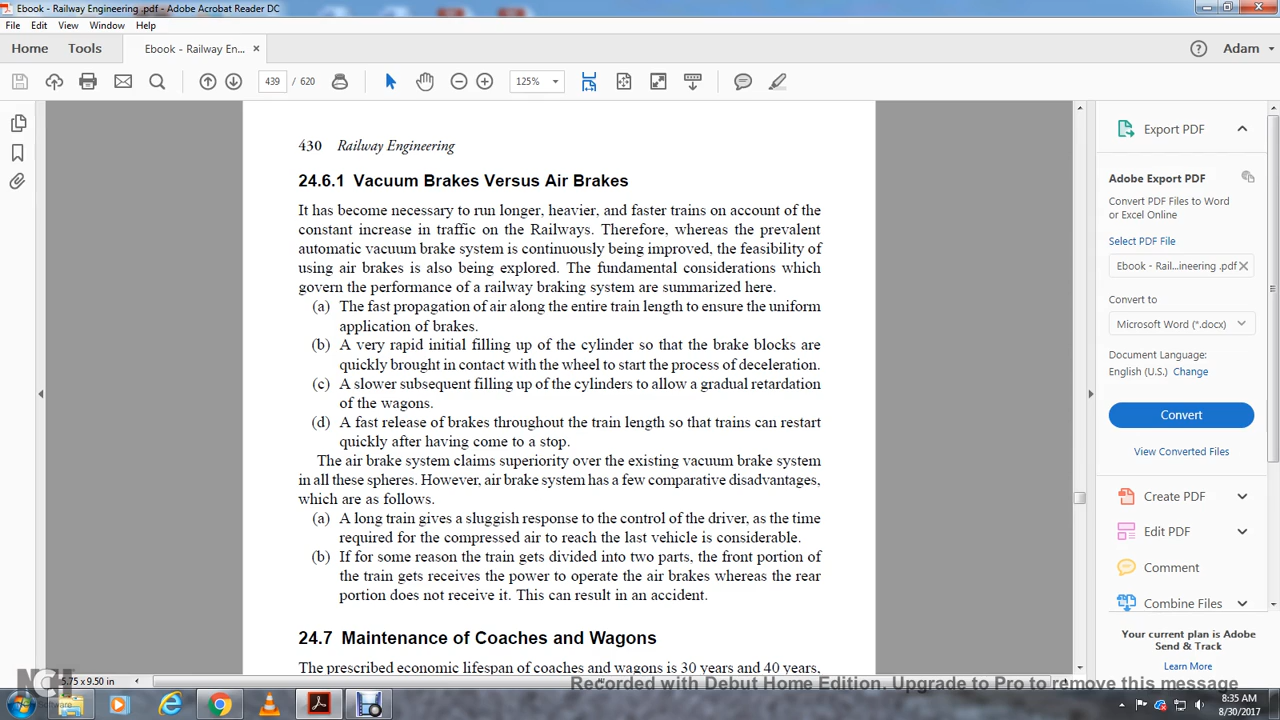 Ebook - Railway Engineering .pdf - Adobe Acrobat Reader DC
File Edit View Window Help
Home Tools Ebook - Railway En... × Adam
439 / 620 125%
Export PDF
Adobe Export PDF
Convert PDF Files to Word
or Excel Online
Select PDF File
Ebook - Rail...ineering .pdf ×
Convert to
Microsoft Word (*.docx)
Document Language:
English (U.S.) Change
Convert
View Converted Files
Create PDF
Edit PDF
Comment
Combine Files
Your current plan is Adobe
Send & Track
Learn More
430 Railway Engineering
24.6.1 Vacuum Brakes Versus Air Brakes
It has become necessary to run longer, heavier, and faster trains on account of the
constant increase in traffic on the Railways. Therefore, whereas the prevalent
automatic vacuum brake system is continuously being improved, the feasibility of
using air brakes is also being explored. The fundamental considerations which
govern the performance of a railway braking system are summarized here.
(a) The fast propagation of air along the entire train length to ensure the uniform
application of brakes.
(b) A very rapid initial filling up of the cylinder so that the brake blocks are
quickly brought in contact with the wheel to start the process of deceleration.
(c) A slower subsequent filling up of the cylinders to allow a gradual retardation
of the wagons.
(d) A fast release of brakes throughout the train length so that trains can restart
quickly after having come to a stop.
The air brake system claims superiority over the existing vacuum brake system
in all these spheres. However, air brake system has a few comparative disadvantages,
which are as follows.
(a) A long train gives a sluggish response to the control of the driver, as the time
required for the compressed air to reach the last vehicle is considerable.
(b) If for some reason the train gets divided into two parts, the front portion of
the train gets receives the power to operate the air brakes whereas the rear
portion does not receive it. This can result in an accident.
24.7 Maintenance of Coaches and Wagons
The prescribed economic lifespan of coaches and wagons is 30 years and 40 years,
5.75 x 9.50 in
NCH
Software
Recorded with Debut Home Edition. Upgrade to Pro to remove this message
8:35 AM
8/30/2017